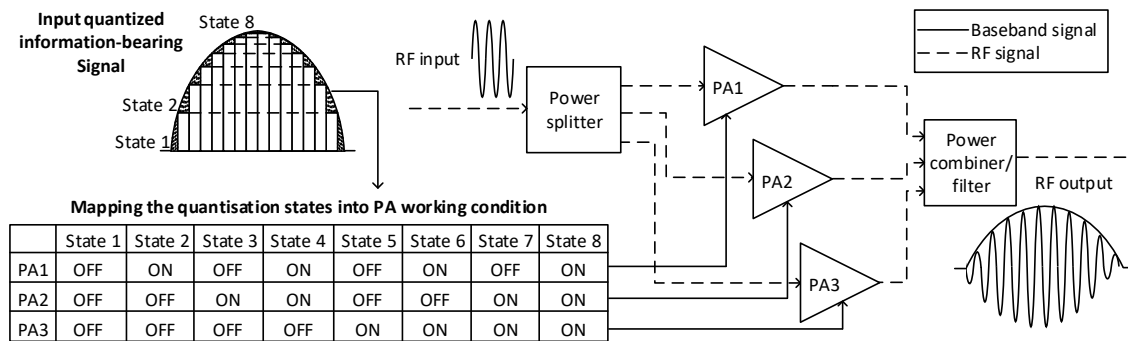 Input quantized
information-bearing
Signal
State 8
State 2
State 1
RF input
Power
splitter
PA1
PA2
PA3
Baseband signal
RF signal
Power
combiner/
filter
RF output
Mapping the quantisation states into PA working condition
State 1 State 2 State 3 State 4 State 5 State 6 State 7 State 8
PA1 OFF ON OFF ON OFF ON OFF ON
PA2 OFF OFF ON ON OFF OFF ON ON
PA3 OFF OFF OFF OFF ON ON ON ON